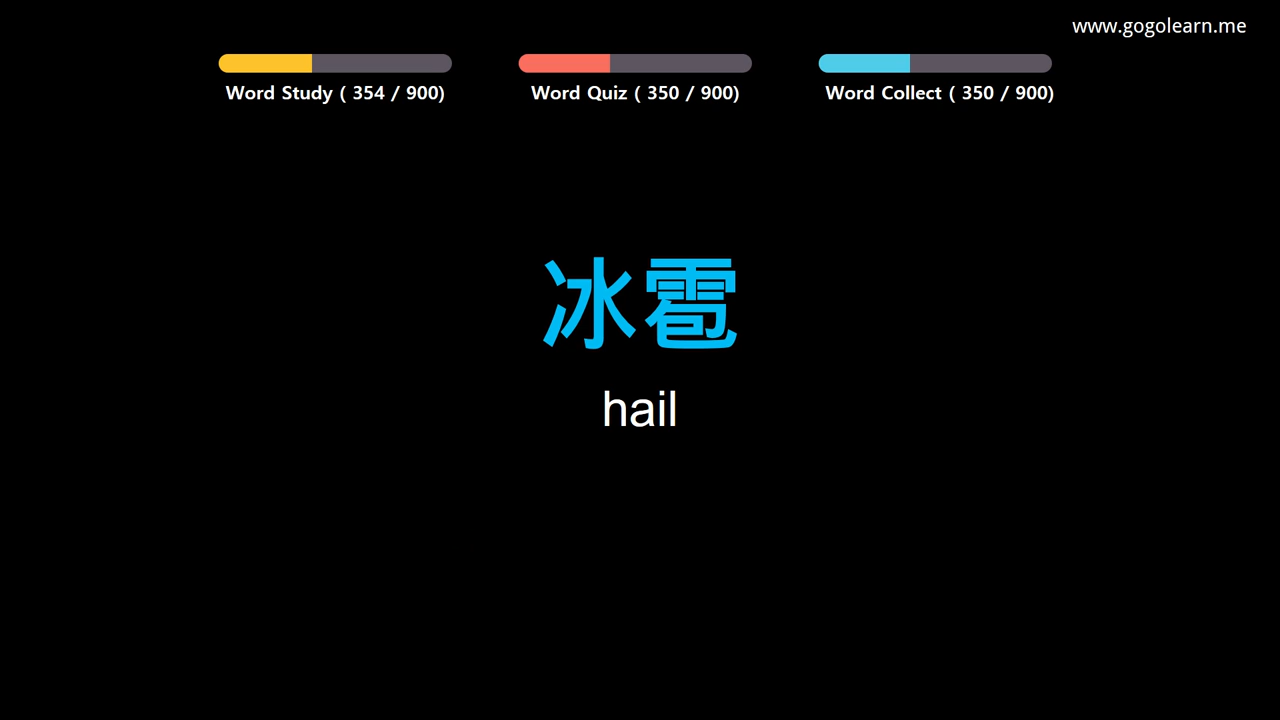 www.gogolearn.me
Word Study ( 354 / 900)
Word Quiz ( 350 / 900)
Word Collect ( 350 / 900)
冰雹
hail